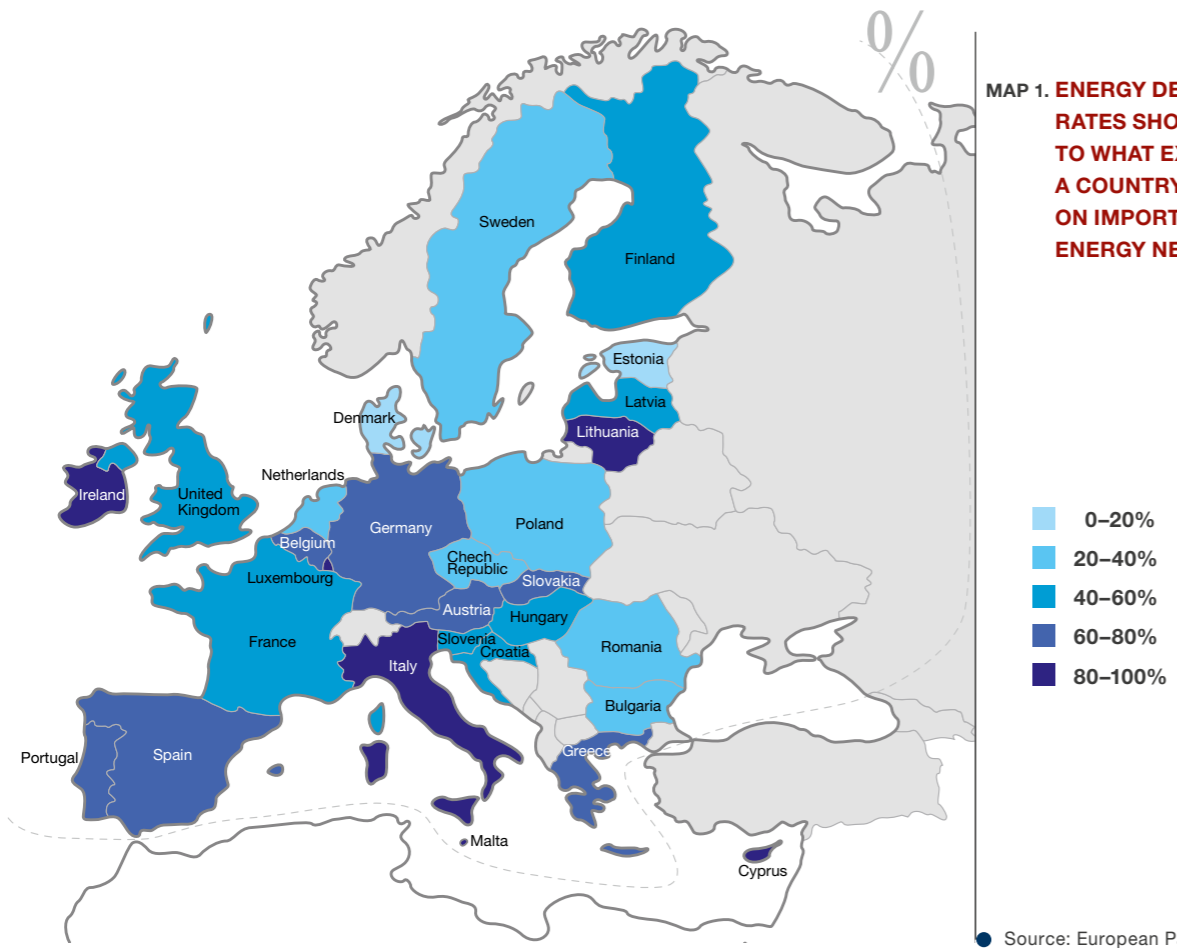 %
MAP 1. ENERGY DE
RATES SHO
TO WHAT EX
A COUNTRY
ON IMPORT
ENERGY NE
Sweden
Finland
Estonia
Latvia
Lithuania
Denmark
Ireland
United
Kingdom
Netherlands
Belgium
Luxembourg
Germany
Poland
Chech
Republic
Slovakia
Austria
Hungary
Slovenia
Croatia
France
Italy
Romania
Bulgaria
Greece
Portugal
Spain
Malta
Cyprus
0–20%
20–40%
40–60%
60–80%
80–100%
Source: European P